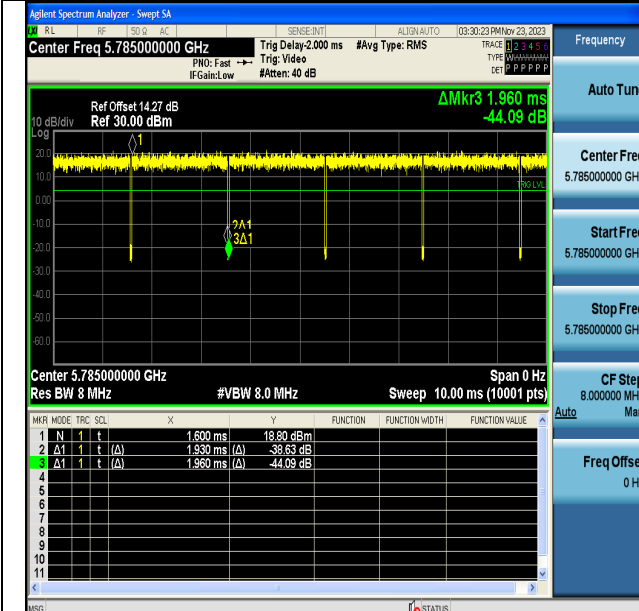 Agilent Spectrum Analyzer - Swept SA
LXI RL RF 50 Ω AC SENSE:INT ALIGN AUTO 03:30:23 PM Nov 23, 2023
Center Freq 5.785000000 GHz
Trig Delay-2.000 ms #Avg Type: RMS TRACE 1 2 3 4 5 6
PNO: Fast Trig: Video TYPE
IFGain:Low #Atten: 40 dB DET P P P P P P
Frequency
Auto Tun
ΔMkr3 1.960 ms
-44.09 dB
Ref Offset 14.27 dB
10 dB/div Ref 30.00 dBm
Log
1
20.0
10.0
TRIG LVL
0.00
-10.0
2Δ1
3Δ1
-20.0
-30.0
-40.0
-50.0
-60.0
Center 5.785000000 GHz Span 0 Hz
Res BW 8 MHz #VBW 8.0 MHz Sweep 10.00 ms (10001 pts)
Center Fre
5.785000000 GH
Start Fre
5.785000000 GH
Stop Fre
5.785000000 GH
CF Step
8.000000 MH
Auto Ma
Freq Offse
0 H
MKR MODE TRC SCL X Y FUNCTION FUNCTION WIDTH FUNCTION VALUE
1 N 1 t 1.600 ms 18.80 dBm
2 Δ1 1 t (Δ) 1.930 ms (Δ) -38.63 dB
3 Δ1 1 t (Δ) 1.960 ms (Δ) -44.09 dB
4
5
6
7
8
9
10
11
MSG STATUS